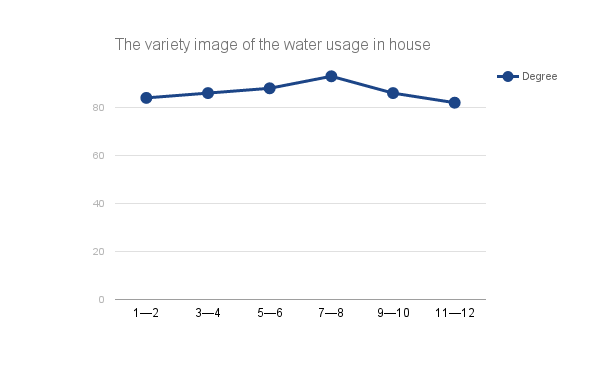 The variety image of the water usage in house
Degree
80
60
40
20
0
1—2 3—4 5—6 7—8 9—10 11—12